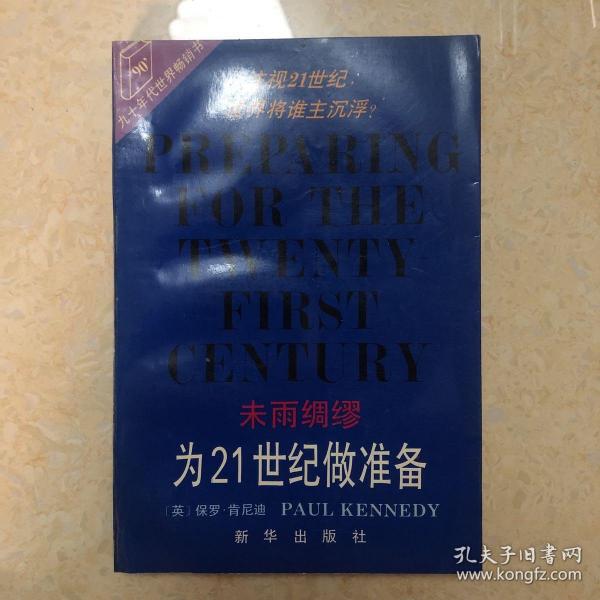 90'
九十年代世界畅销书
视21世纪，
将谁主沉浮？
PREPARING
FOR THE
TWENTY-
FIRST
CENTURY
未雨绸缪
为21世纪做准备
〔英〕保罗·肯尼迪 PAUL KENNEDY
新华出版社
孔夫子旧书网
www.kongfz.com